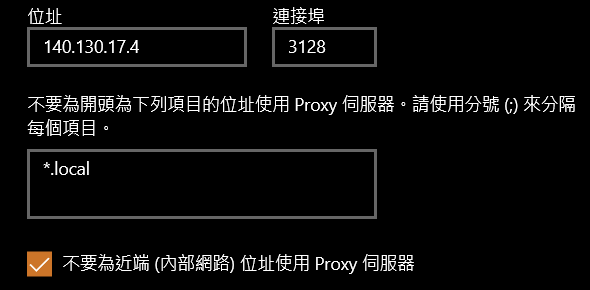 位址 連接埠
140.130.17.4 3128
不要為開頭為下列項目的位址使用 Proxy 伺服器。請使用分號 (;) 來分隔
每個項目。
*.local
不要為近端 (內部網路) 位址使用 Proxy 伺服器